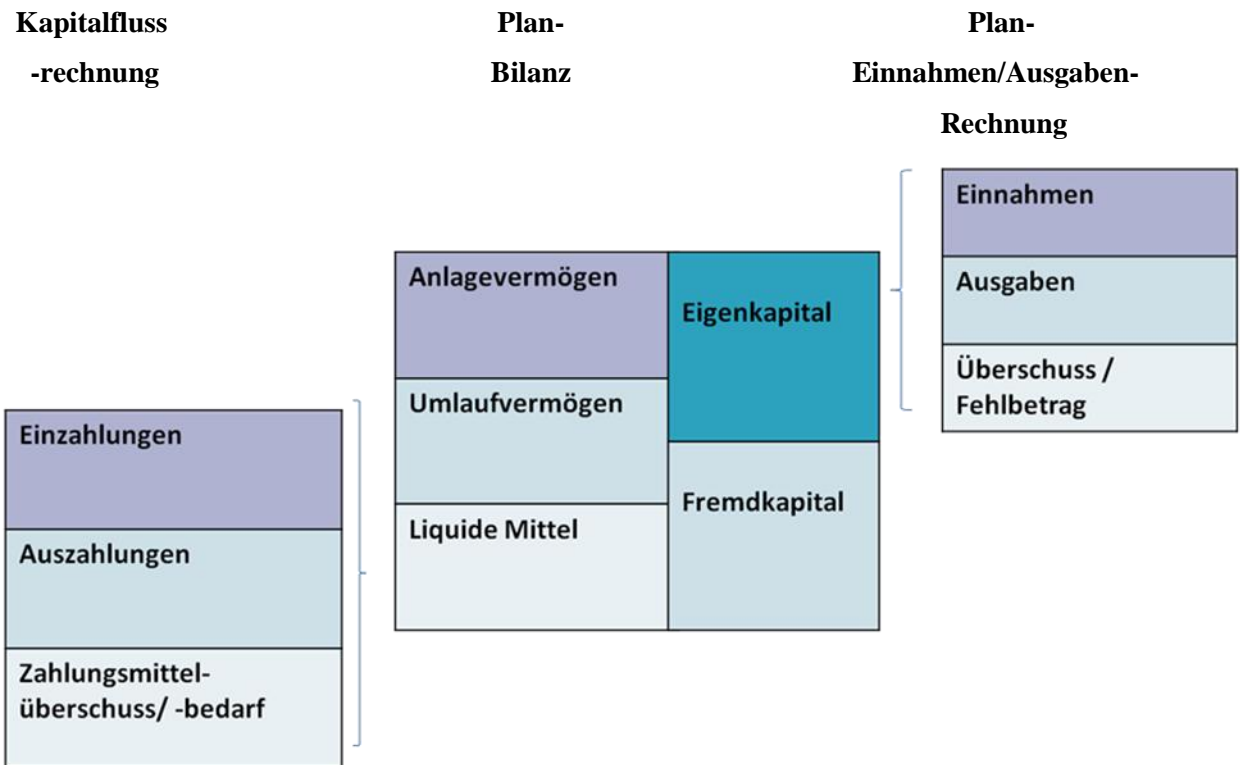 Kapitalfluss
-rechnung
Plan-
Bilanz
Plan-
Einnahmen/Ausgaben-
Rechnung
Einzahlungen
Auszahlungen
Zahlungsmittel-
überschuss/ -bedarf
Anlagevermögen
Umlaufvermögen
Liquide Mittel
Eigenkapital
Fremdkapital
Einnahmen
Ausgaben
Überschuss /
Fehlbetrag